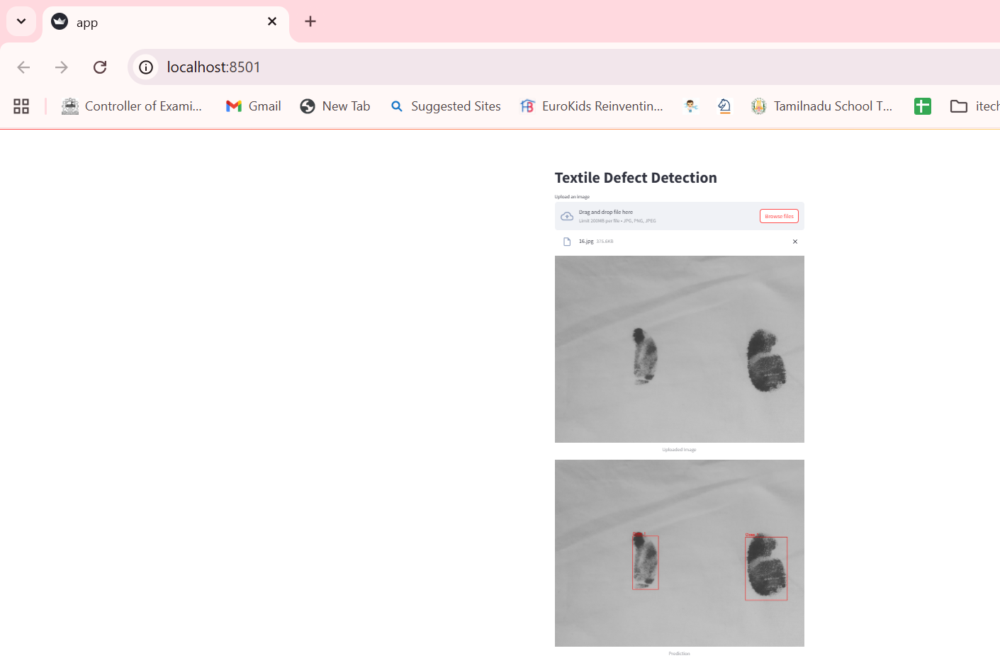 app
localhost:8501
Controller of Exami... Gmail New Tab Suggested Sites EuroKids Reinventin... Tamilnadu School T... itech
Textile Defect Detection
Upload an image
Drag and drop file here
Limit 200MB per file • JPG, PNG, JPEG
Browse files
16.jpg 375.6KB
Uploaded Image
Prediction